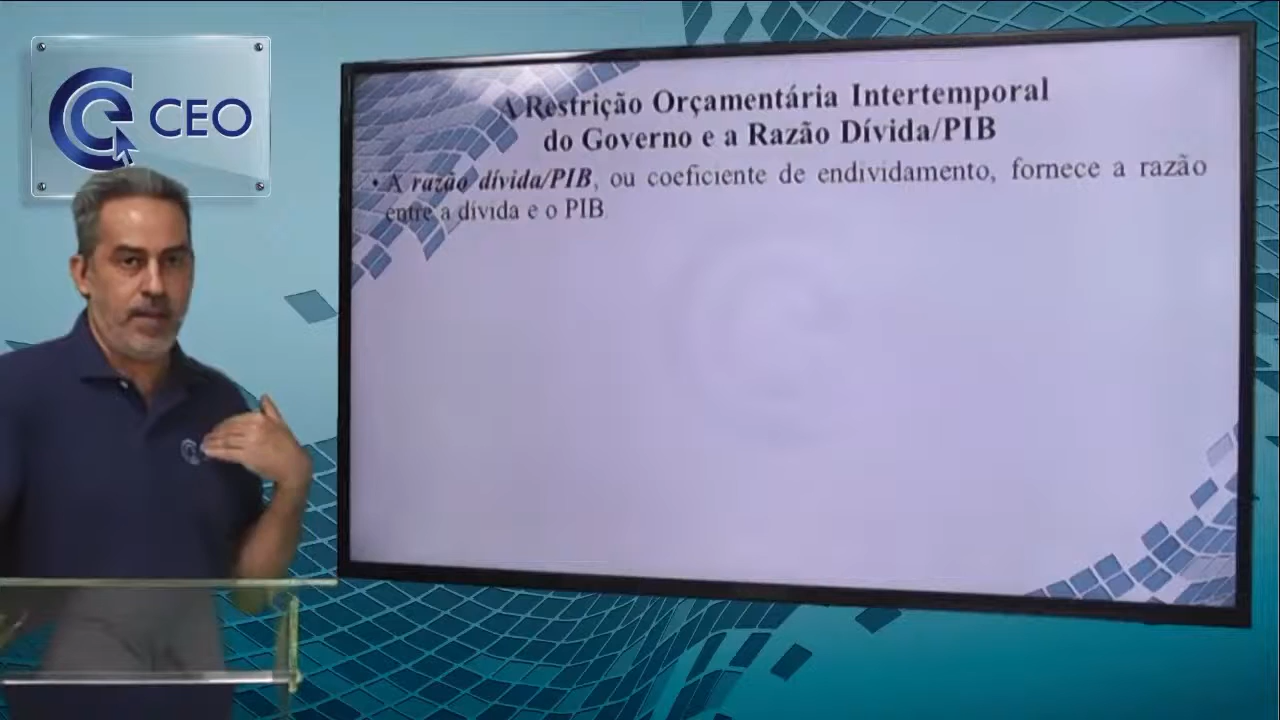 CEO
A Restrição Orçamentária Intertemporal
do Governo e a Razão Dívida/PIB
• A razão dívida/PIB, ou coeficiente de endividamento, fornece a razão
entre a dívida e o PIB